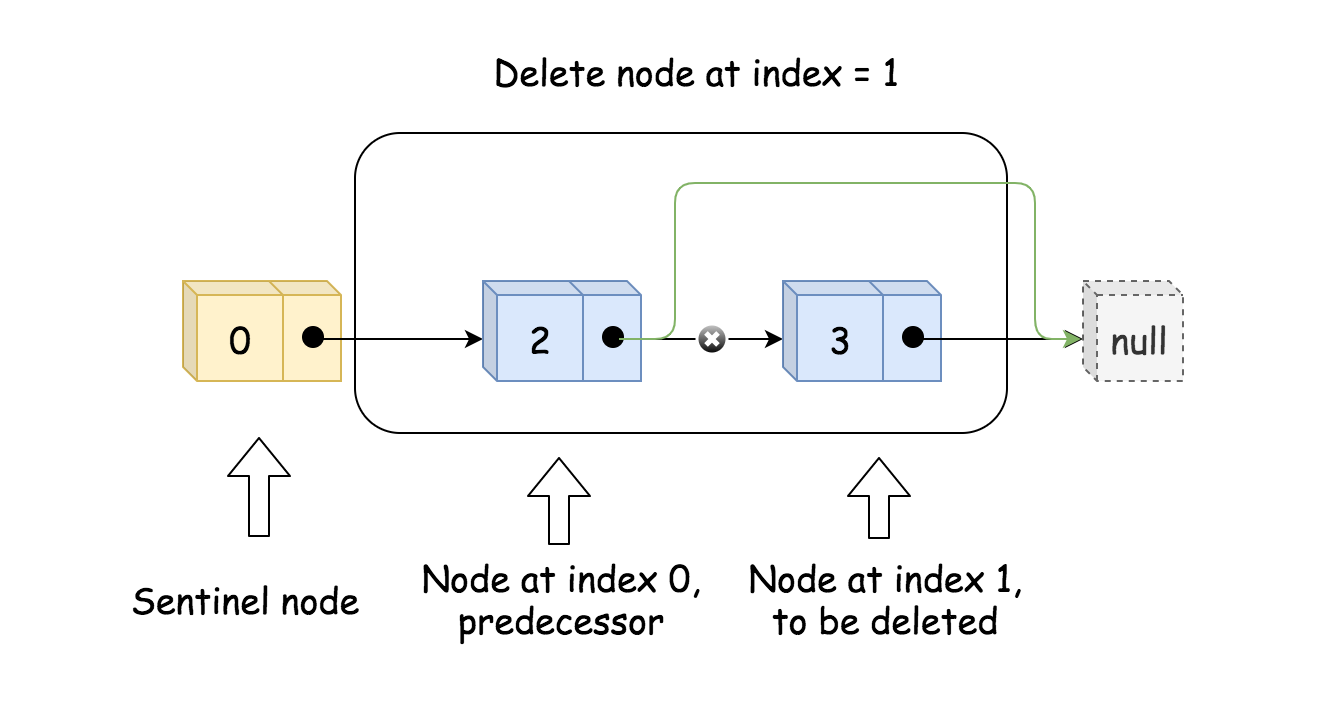 Delete node at index = 1
0
2
3
null
Sentinel node
Node at index 0,
predecessor
Node at index 1,
to be deleted